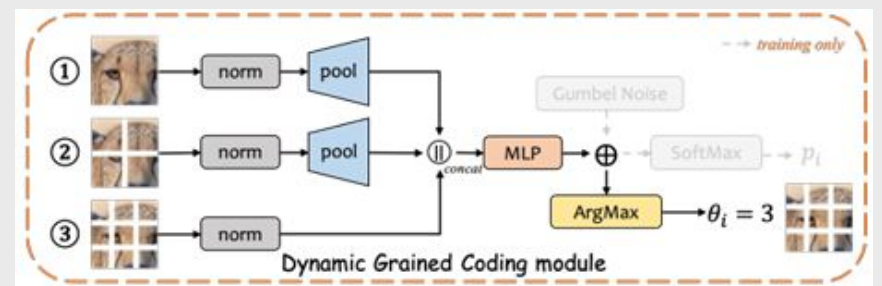 training only
① norm pool
Gumbel Noise
② norm pool || concat MLP ⊕ SoftMax pᵢ
ArgMax θᵢ = 3
③ norm
Dynamic Grained Coding module